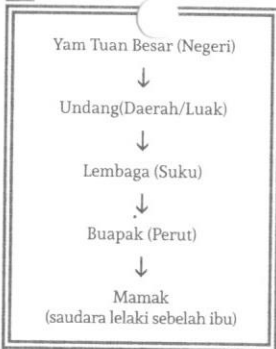 Yam Tuan Besar (Negeri)
↓
Undang(Daerah/Luak)
↓
Lembaga (Suku)
↓
Buapak (Perut)
↓
Mamak
(saudara lelaki sebelah ibu)